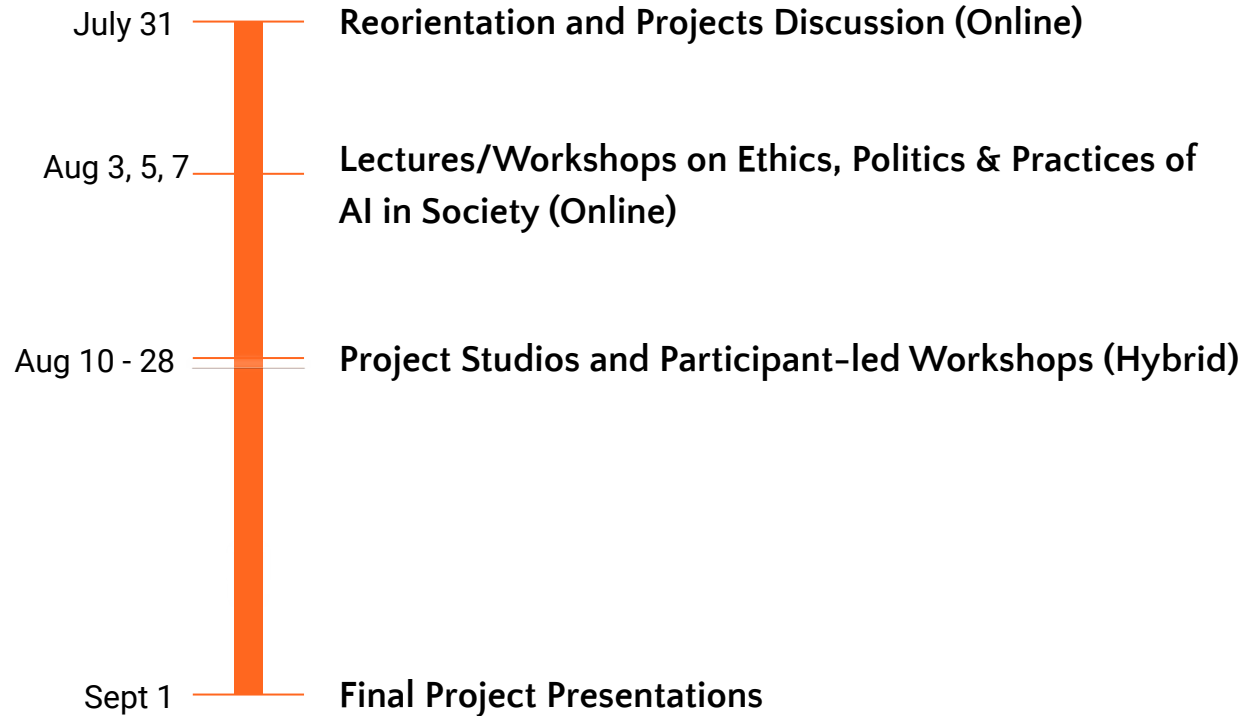 July 31
Reorientation and Projects Discussion (Online)
Aug 3, 5, 7
Lectures/Workshops on Ethics, Politics & Practices of
AI in Society (Online)
Aug 10 - 28
Project Studios and Participant-led Workshops (Hybrid)
Sept 1
Final Project Presentations